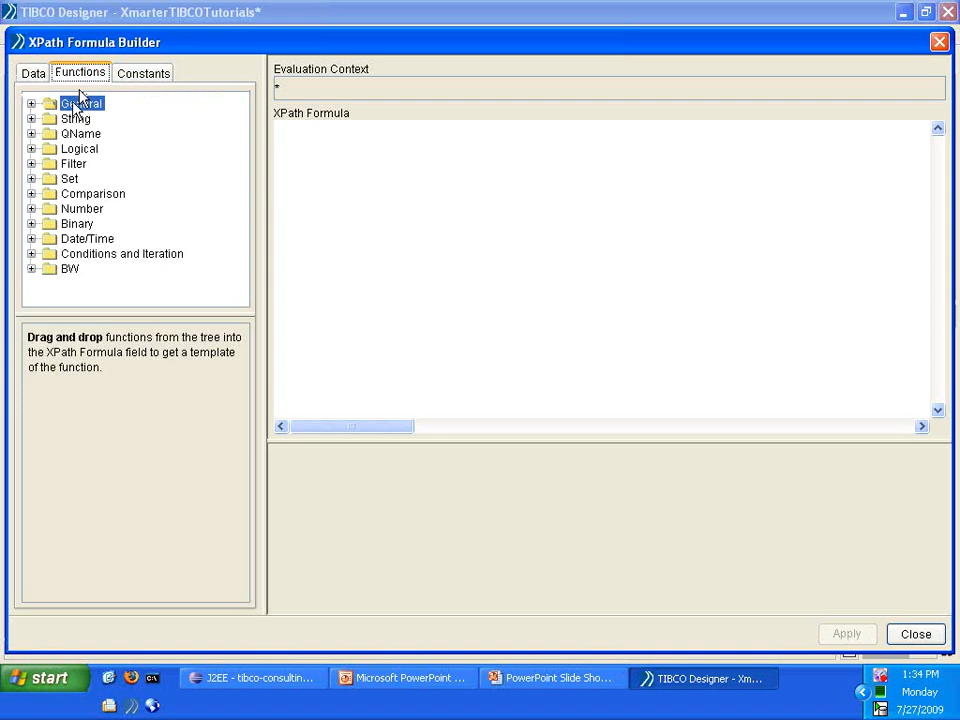 TIBCO Designer - XmarterTIBCOTutorials*
XPath Formula Builder
Data Functions Constants
General
String
QName
Logical
Filter
Set
Comparison
Number
Binary
Date/Time
Conditions and Iteration
BW
Drag and drop functions from the tree into
the XPath Formula field to get a template
of the function.
Evaluation Context
*
XPath Formula
Apply Close
start J2EE - tibco-consultin... Microsoft PowerPoint ... PowerPoint Slide Sho... TIBCO Designer - Xm... 1:34 PM
Monday
7/27/2009